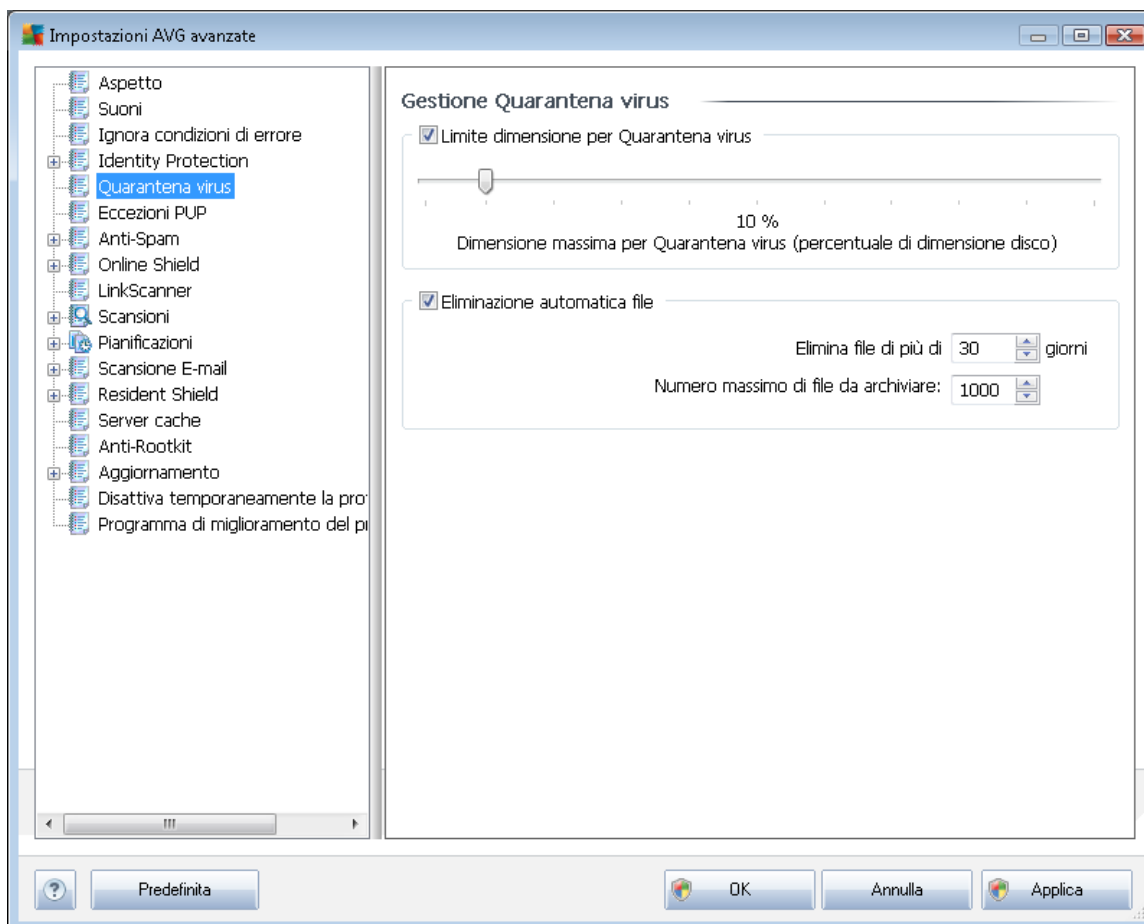 Impostazioni AVG avanzate
Aspetto
Suoni
Ignora condizioni di errore
Identity Protection
Quarantena virus
Eccezioni PUP
Anti-Spam
Online Shield
LinkScanner
Scansioni
Pianificazioni
Scansione E-mail
Resident Shield
Server cache
Anti-Rootkit
Aggiornamento
Disattiva temporaneamente la pro
Programma di miglioramento del p
Gestione Quarantena virus
Limite dimensione per Quarantena virus
10 %
Dimensione massima per Quarantena virus (percentuale di dimensione disco)
Eliminazione automatica file
Elimina file di più di 30 giorni
Numero massimo di file da archiviare: 1000
? Predefinita OK Annulla Applica